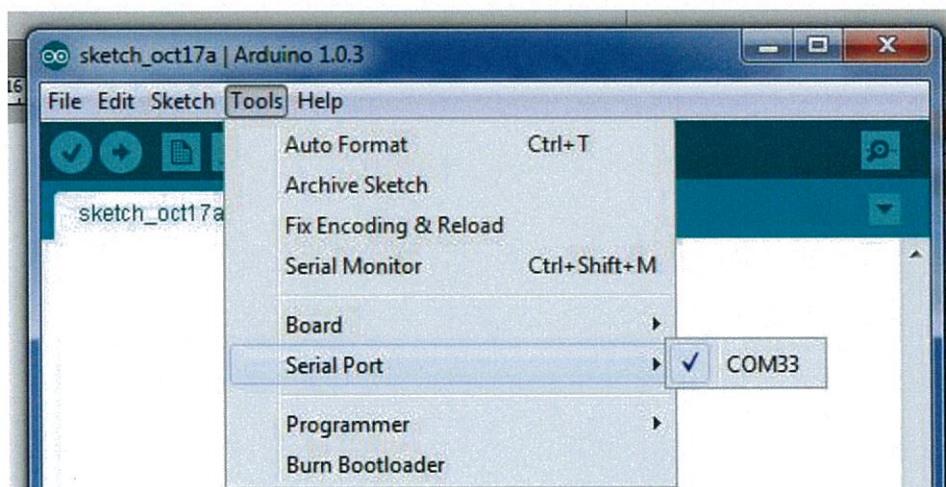 sketch_oct17a | Arduino 1.0.3
16
File Edit Sketch Tools Help
Auto Format Ctrl+T
Archive Sketch
sketch_oct17a
Fix Encoding & Reload
Serial Monitor Ctrl+Shift+M
Board
Serial Port
COM33
Programmer
Burn Bootloader